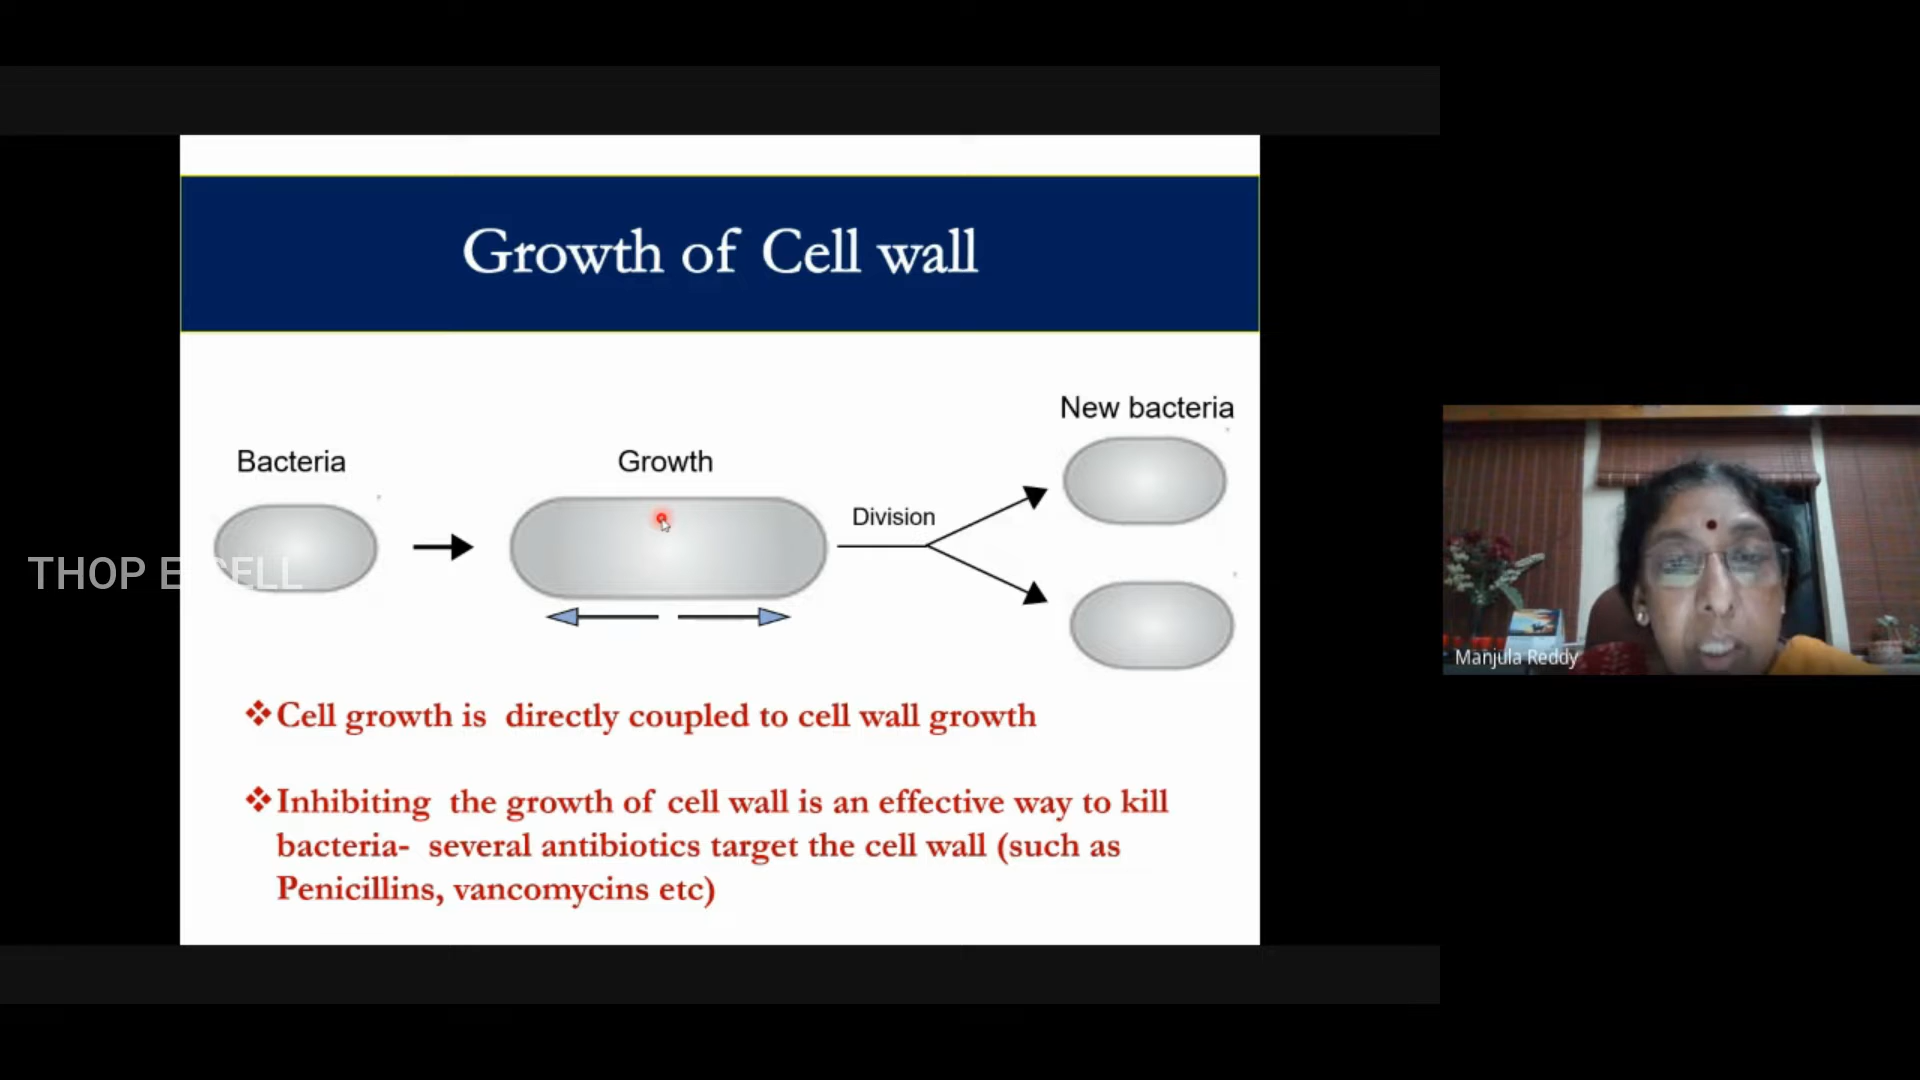 Growth of Cell wall
New bacteria
Bacteria
Growth
Division
THOP E CELL
❖Cell growth is directly coupled to cell wall growth
❖Inhibiting the growth of cell wall is an effective way to kill
bacteria- several antibiotics target the cell wall (such as
Penicillins, vancomycins etc)
Manjula Reddy